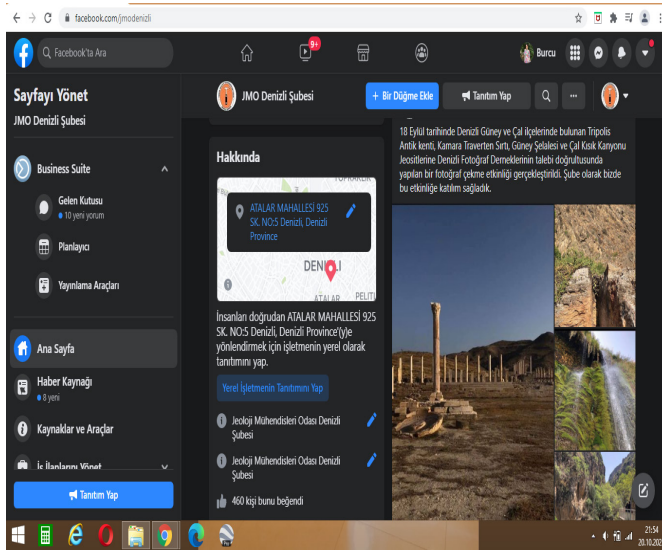 facebook.com/jmodenizli
Facebook'ta Ara
9+
Burcu
Sayfayı Yönet
JMO Denizli Şubesi
Business Suite
Gelen Kutusu
10 yeni yorum
Planlayıcı
Yayınlama Araçları
Ana Sayfa
Haber Kaynağı
8 yeni
Kaynaklar ve Araçlar
İş İlanlarını Yönet
Tanıtım Yap
JMO Denizli Şubesi
+ Bir Düğme Ekle
Tanıtım Yap
Hakkında
ATALAR MAHALLESİ 925
SK. NO:5 Denizli, Denizli
Province
DENİZLİ
ATALAR
PELİTL
İnsanları doğrudan ATALAR MAHALLESİ 925
SK. NO:5 Denizli, Denizli Province'(y)e
yönlendirmek için işletmenin yerel olarak
tanıtımını yap.
Yerel İşletmenin Tanıtımını Yap
Jeoloji Mühendisleri Odası Denizli
Şubesi
Jeoloji Mühendisleri Odası Denizli
Şubesi
460 kişi bunu beğendi
18 Eylül tarihinde Denizli Güney ve Çal ilçelerinde bulunan Tripolis
Antik kenti, Kamara Traverten Sırtı, Güney Şelalesi ve Çal Kısık Kanyonu
Jeositlerine Denizli Fotoğraf Derneklerinin talebi doğrultusunda
yapılan bir fotoğraf çekme etkinliği gerçekleştirildi. Şube olarak bizde
bu etkinliğe katılım sağladık.
21:54
20.10.202